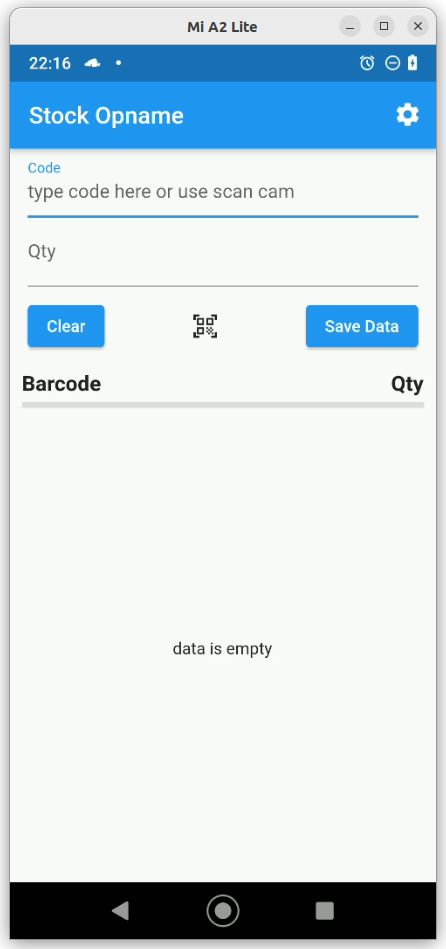 Mi A2 Lite
22:16
Stock Opname
Code
type code here or use scan cam
Qty
Clear
Save Data
Barcode Qty
data is empty